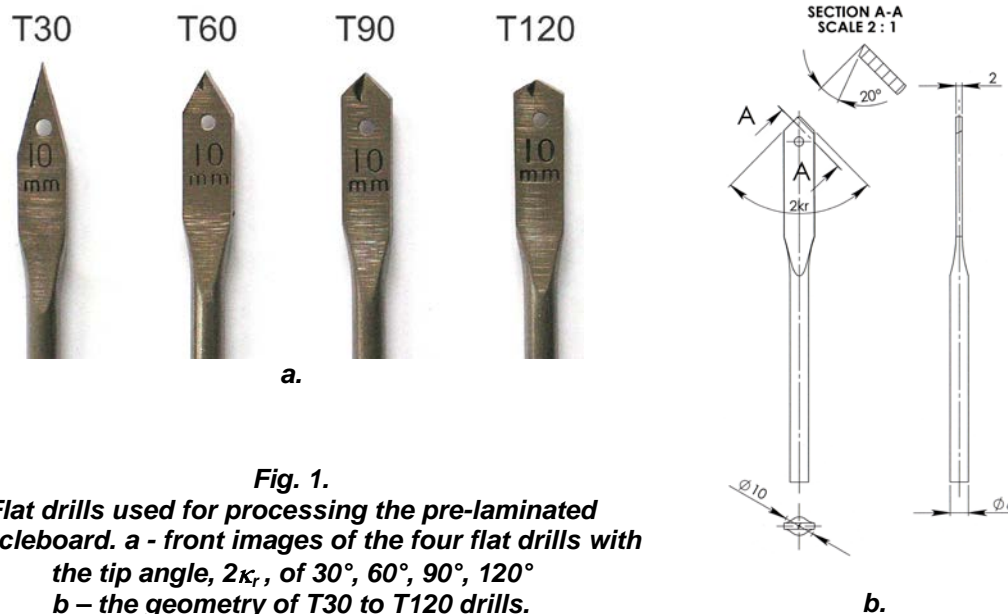 T30 T60 T90 T120
10 10 10 10
mm mm mm mm
a.
Fig. 1.
Flat drills used for processing the pre-laminated
cleboard. a - front images of the four flat drills with
the tip angle, 2κr , of 30°, 60°, 90°, 120°
b – the geometry of T30 to T120 drills.
SECTION A-A
SCALE 2 : 1
20°
2
A
A
2kr
Ø10
b.